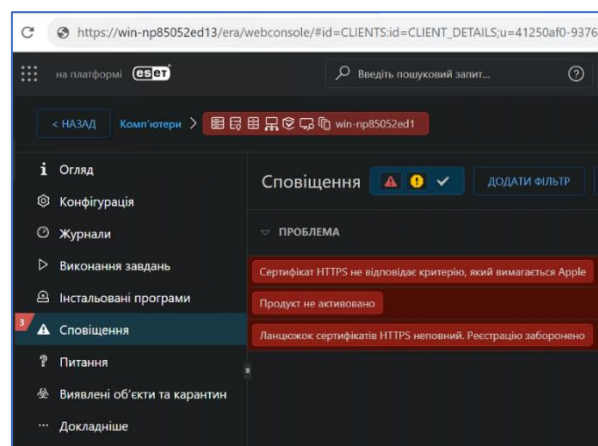 https://win-np85052ed13/era/webconsole/#id=CLIENTS:id=CLIENT_DETAILS;u=41250af0-9376
на платформі eset
Введіть пошуковий запит...
< НАЗАД Комп'ютери > win-np85052ed1
Огляд
Конфігурація
Журнали
Виконання завдань
Інстальовані програми
3 Сповіщення
Питання
Виявлені об'єкти та карантин
Докладніше
Сповіщення ДОДАТИ ФІЛЬТР
ПРОБЛЕМА
Сертифікат HTTPS не відповідає критерію, який вимагається Apple
Продукт не активовано
Ланцюжок сертифікатів HTTPS неповний. Реєстрацію заборонено